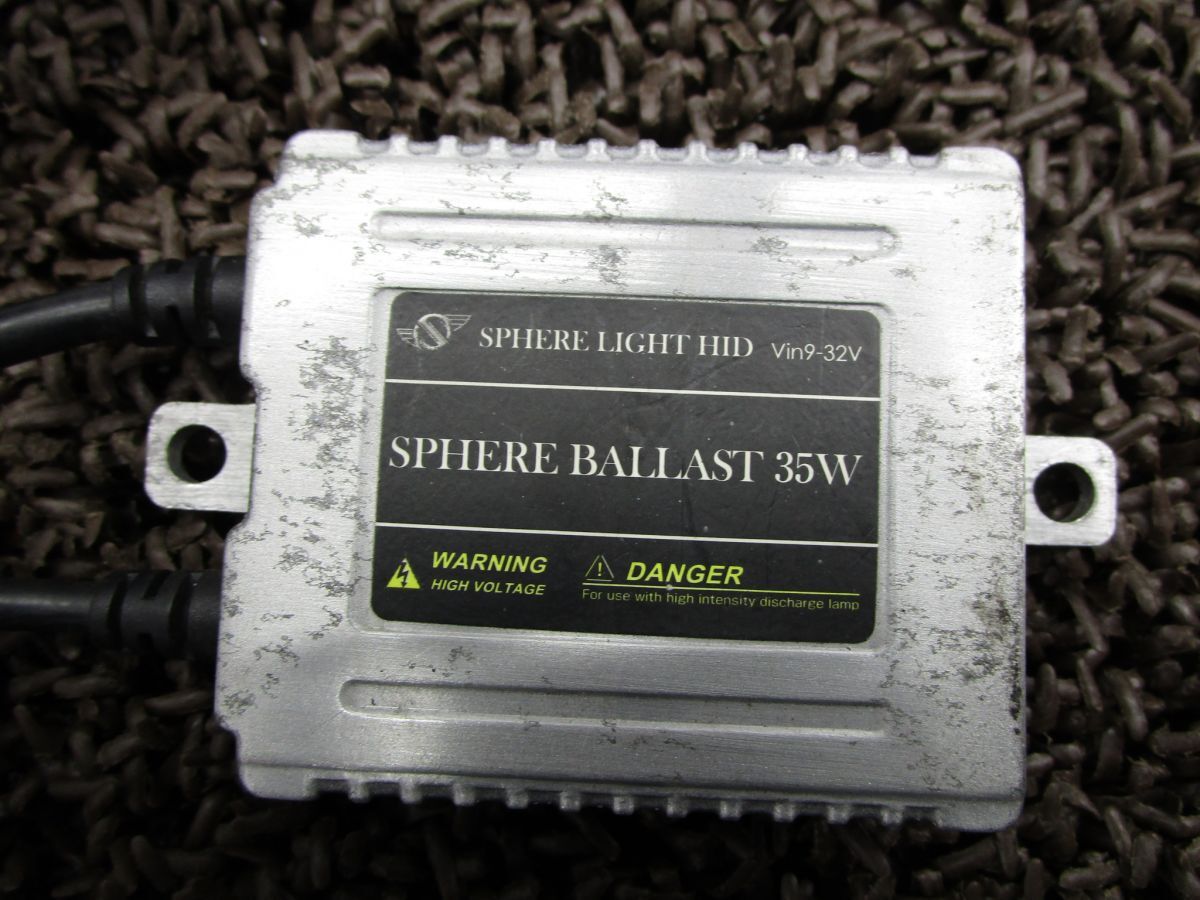 SPHERE LIGHT HID Vin9-32V
SPHERE BALLAST 35W
WARNING
HIGH VOLTAGE
DANGER
For use with high intensity discharge lamp